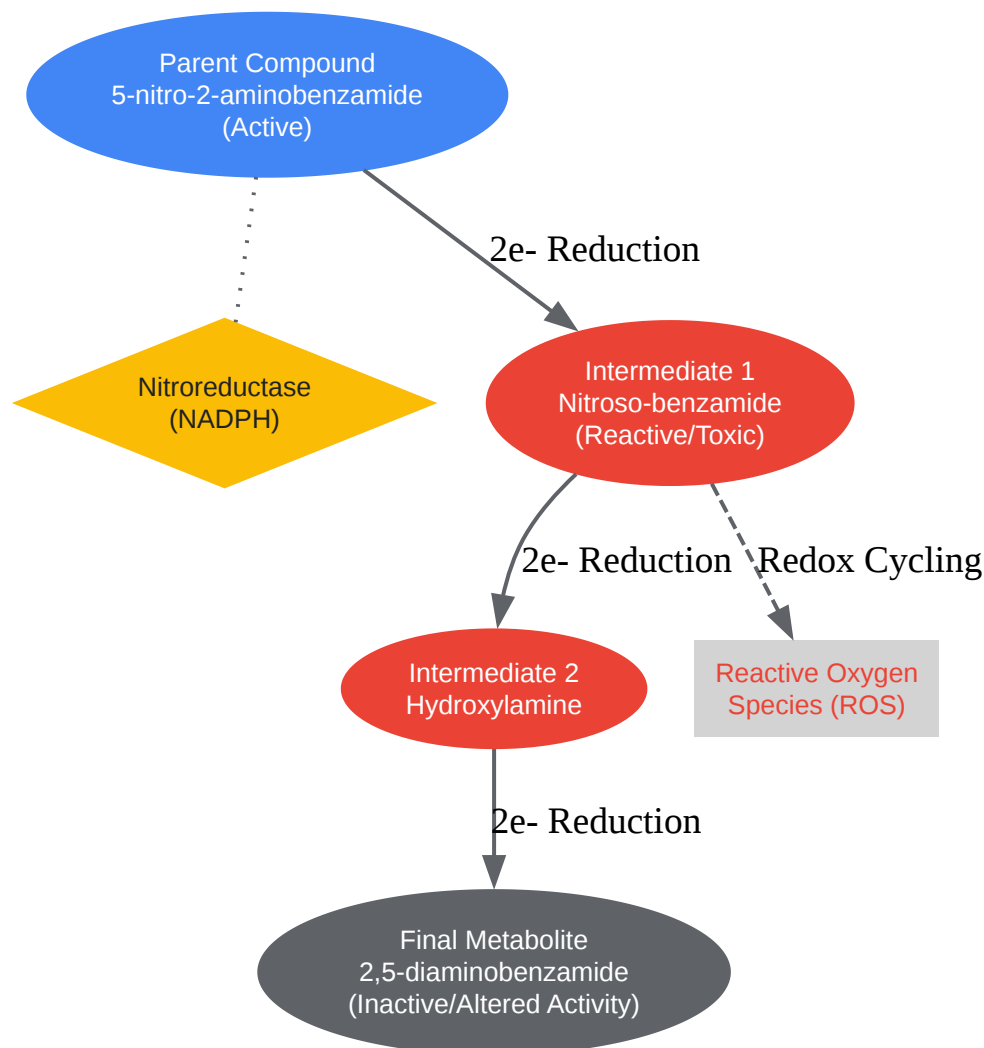 Parent Compound
5-nitro-2-aminobenzamide
(Active)
2e- Reduction
Nitroreductase
(NADPH)
Intermediate 1
Nitroso-benzamide
(Reactive/Toxic)
2e- Reduction
Redox Cycling
Intermediate 2
Hydroxylamine
Reactive Oxygen
Species (ROS)
2e- Reduction
Final Metabolite
2,5-diaminobenzamide
(Inactive/Altered Activity)